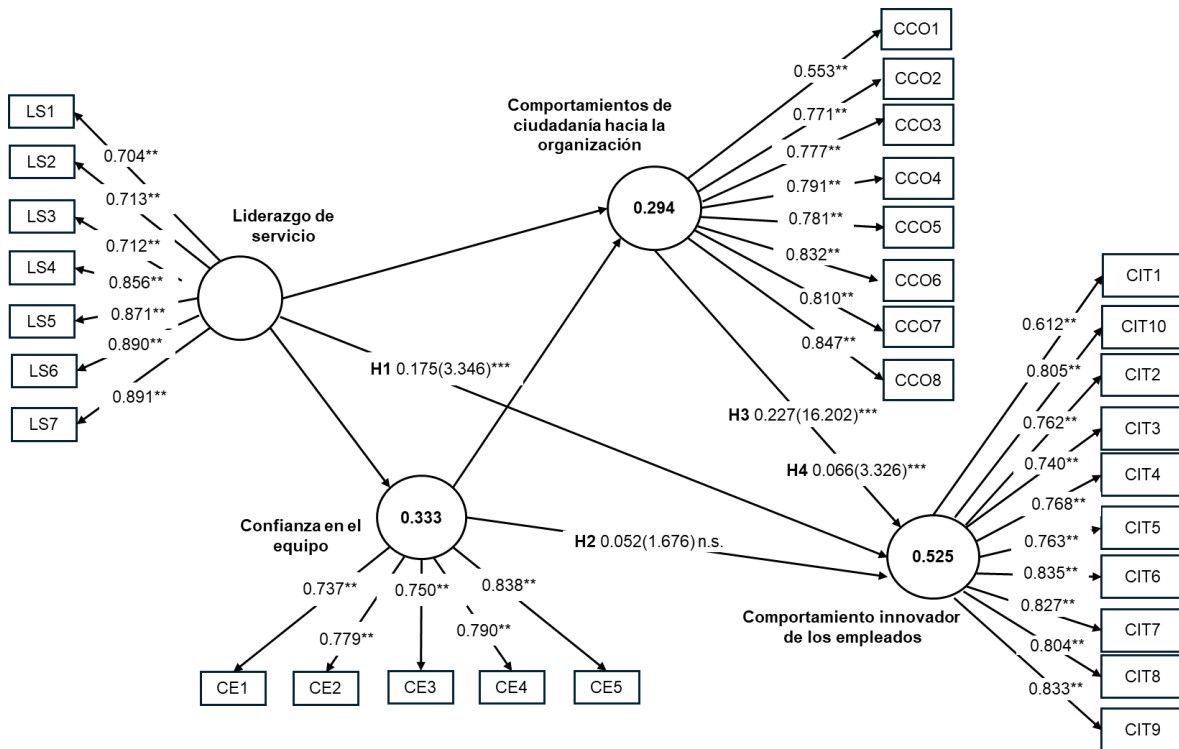 LS1
LS2
LS3
LS4
LS5
LS6
LS7
0.704**
0.713**
0.712**
0.856**
0.871**
0.890**
0.891**
Liderazgo de
servicio
Comportamientos de
ciudadanía hacia la
organización
0.294
0.553**
0.771**
0.777**
0.791**
0.781**
0.832**
0.810**
0.847**
CCO1
CCO2
CCO3
CCO4
CCO5
CCO6
CCO7
CCO8
H1 0.175(3.346)***
H3 0.227(16.202)***
H4 0.066(3.326)***
H2 0.052(1.676) n.s.
Confianza en el
equipo
0.333
0.737**
0.779**
0.750**
0.790**
0.838**
CE1
CE2
CE3
CE4
CE5
0.525
Comportamiento innovador
de los empleados
0.612**
0.805**
0.762**
0.740**
0.768**
0.763**
0.835**
0.827**
0.804**
0.833**
CIT1
CIT10
CIT2
CIT3
CIT4
CIT5
CIT6
CIT7
CIT8
CIT9